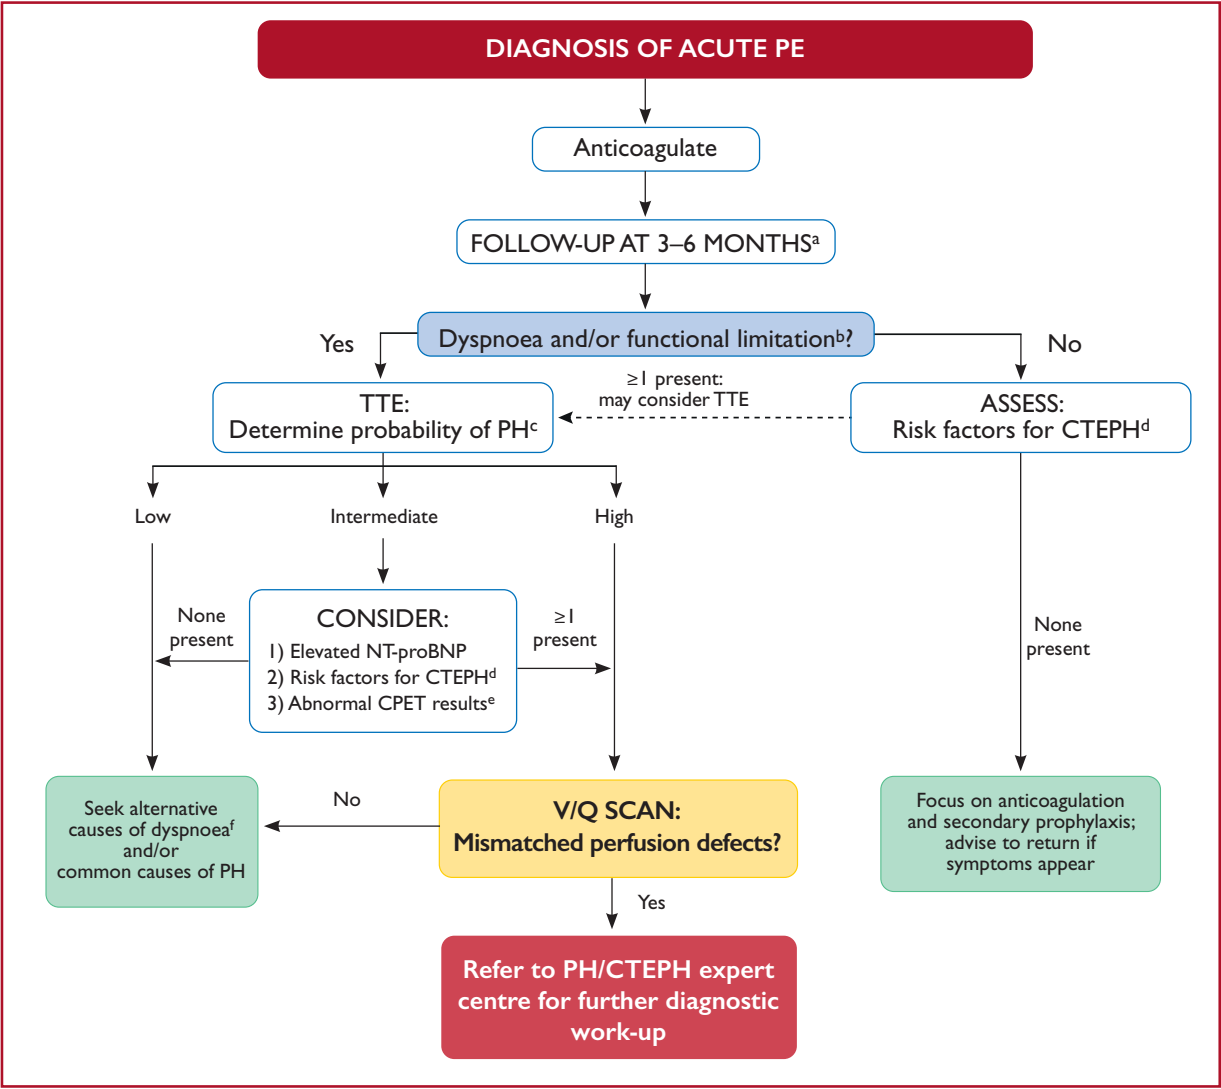 DIAGNOSIS OF ACUTE PE
Anticoagulate
FOLLOW-UP AT 3–6 MONTHSᵃ
Dyspnoea and/or functional limitationᵇ?
Yes
No
≥1 present:
may consider TTE
TTE:
Determine probability of PHᶜ
ASSESS:
Risk factors for CTEPHᵈ
Low
Intermediate
High
None
present
CONSIDER:
1) Elevated NT-proBNP
2) Risk factors for CTEPHᵈ
3) Abnormal CPET resultsᵉ
≥1
present
None
present
Seek alternative
causes of dyspnoeaᶠ
and/or
common causes of PH
No
V/Q SCAN:
Mismatched perfusion defects?
Focus on anticoagulation
and secondary prophylaxis;
advise to return if
symptoms appear
Yes
Refer to PH/CTEPH expert
centre for further diagnostic
work-up